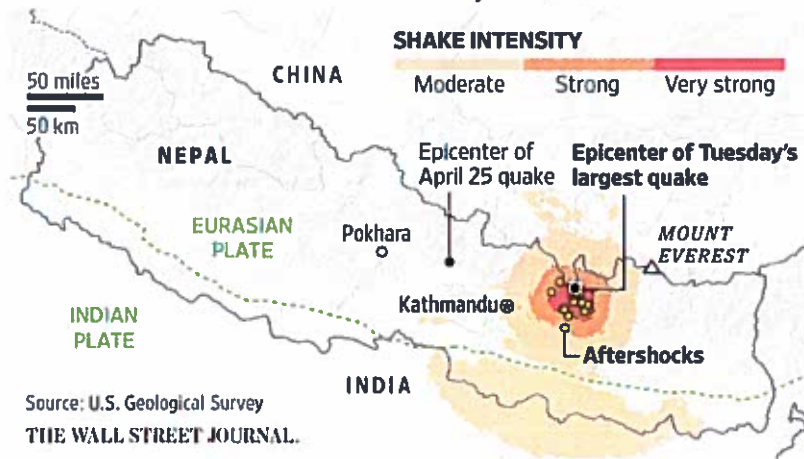 SHAKE INTENSITY
Moderate
Strong
Very strong
50 miles
50 km
CHINA
NEPAL
Epicenter of
April 25 quake
Epicenter of Tuesday's
largest quake
EURASIAN
PLATE
Pokhara
MOUNT
EVEREST
Kathmandu
INDIAN
PLATE
Aftershocks
INDIA
Source: U.S. Geological Survey
THE WALL STREET JOURNAL.